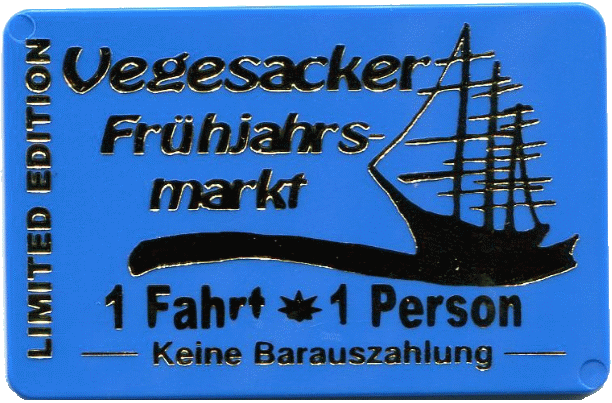 LIMITED EDITION
Vegesacker
Frühjahrs-
markt
1 Fahrt 1 Person
Keine Barauszahlung